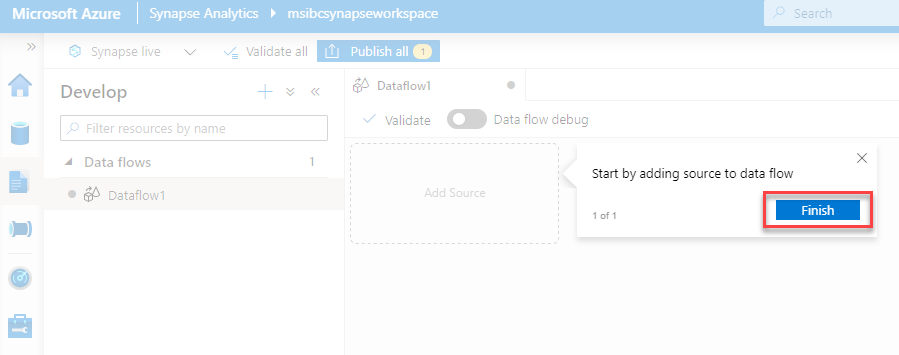 Microsoft Azure Synapse Analytics ▸ msibcsynapseworkspace Search
» Synapse live Validate all Publish all 1
Develop
Dataflow1
Filter resources by name
Validate Data flow debug
Data flows 1
Dataflow1
Add Source
Start by adding source to data flow
1 of 1 Finish